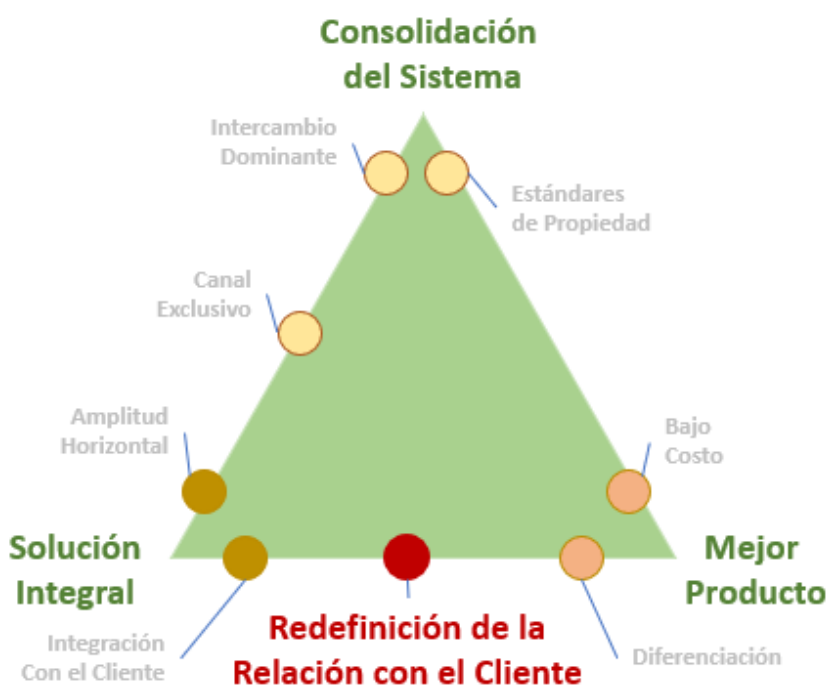 Consolidación
del Sistema
Intercambio
Dominante
Estándares
de Propiedad
Canal
Exclusivo
Amplitud
Horizontal
Bajo
Costo
Solución
Integral
Mejor
Producto
Integración
Con el Cliente
Redefinición de la
Relación con el Cliente
Diferenciación